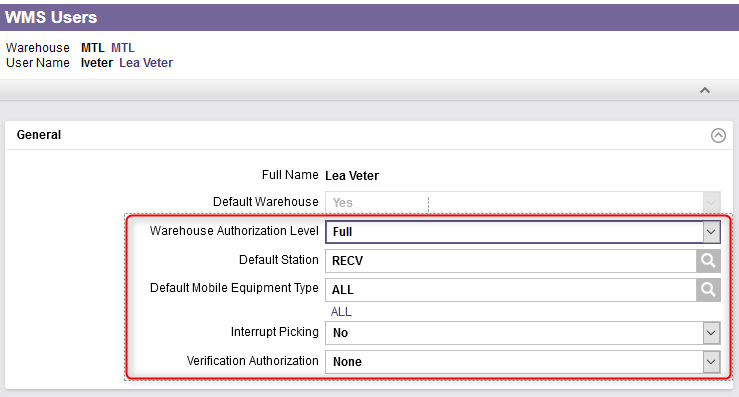 WMS Users
Warehouse MTL MTL
User Name lveter Lea Veter
General
Full Name Lea Veter
Default Warehouse Yes
Warehouse Authorization Level Full
Default Station RECV
Default Mobile Equipment Type ALL
ALL
Interrupt Picking No
Verification Authorization None